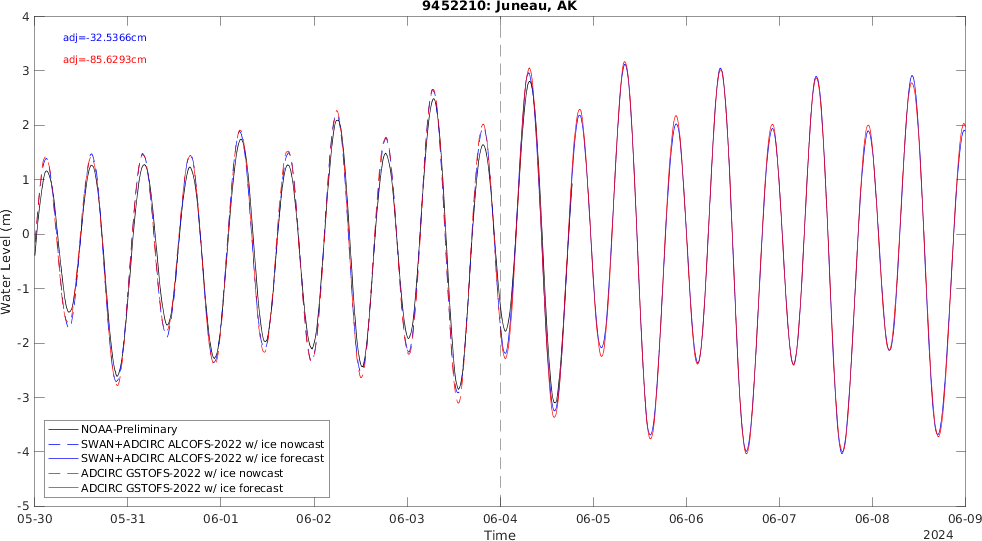 9452210: Juneau, AK
adj=-32.5366cm
adj=-85.6293cm
4
3
2
1
0
-1
-2
-3
-4
-5
Water Level (m)
NOAA-Preliminary
SWAN+ADCIRC ALCOFS-2022 w/ ice nowcast
SWAN+ADCIRC ALCOFS-2022 w/ ice forecast
ADCIRC GSTOFS-2022 w/ ice nowcast
ADCIRC GSTOFS-2022 w/ ice forecast
05-30 05-31 06-01 06-02 06-03 06-04 06-05 06-06 06-07 06-08 06-09
Time
2024